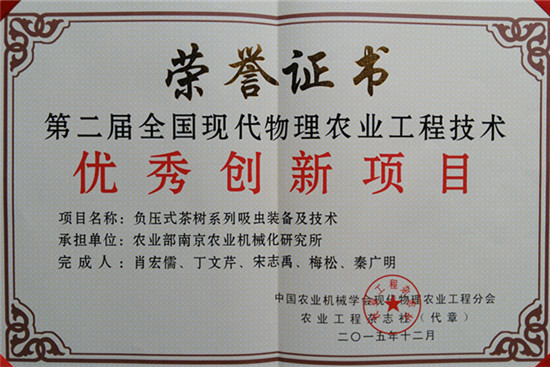 荣誉证书
第二届全国现代物理农业工程技术
优秀创新项目
项目名称：负压式茶树系列吸虫装备及技术
承担单位：农业部南京农业机械化研究所
完成人：肖宏儒、丁文芹、宋志禹、梅松、秦广明
中国农业机械学会现代物理农业工程分会
农业工程杂志社（代章）
二〇一五年十二月